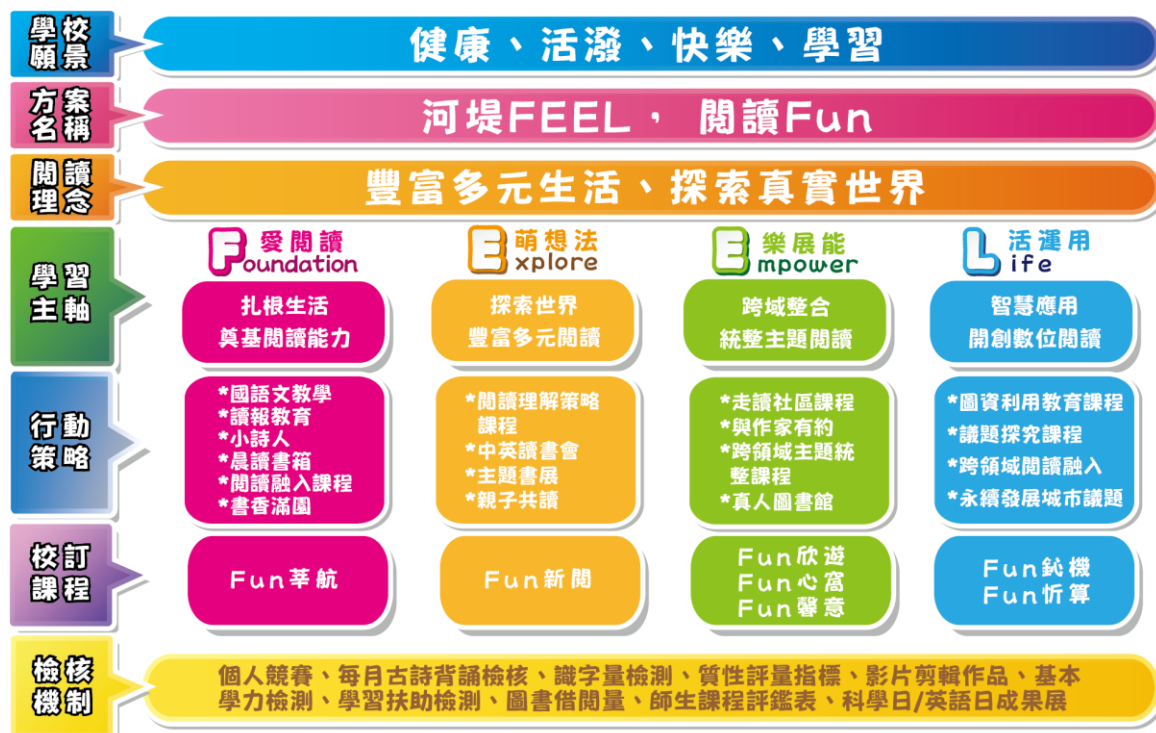 學校
願景
健康、活潑、快樂、學習
方案
名稱
河堤FEEL， 閱讀Fun
閱讀
理念
豐富多元生活、探索真實世界
學習
主軸
愛閱讀
Foundation
扎根生活
奠基閱讀能力
萌想法
Explore
探索世界
豐富多元閱讀
樂展能
Empower
跨域整合
統整主題閱讀
活運用
Life
智慧應用
開創數位閱讀
行動
策略
*國語文教學
*讀報教育
*小詩人
*晨讀書箱
*閱讀融入課程
*書香滿園
*閱讀理解策略
課程
*中英讀書會
*主題書展
*親子共讀
*走讀社區課程
*與作家有約
*跨領域主題統
整課程
*真人圖書館
*圖資利用教育課程
*議題探究課程
*跨領域閱讀融入
*永續發展城市議題
校訂
課程
Fun莘航
Fun新聞
Fun欣遊
Fun心窩
Fun馨意
Fun鈊機
Fun忻算
檢核
機制
個人競賽、每月古詩背誦檢核、識字量檢測、質性評量指標、影片剪輯作品、基本
學力檢測、學習扶助檢測、圖書借閱量、師生課程評鑑表、科學日/英語日成果展